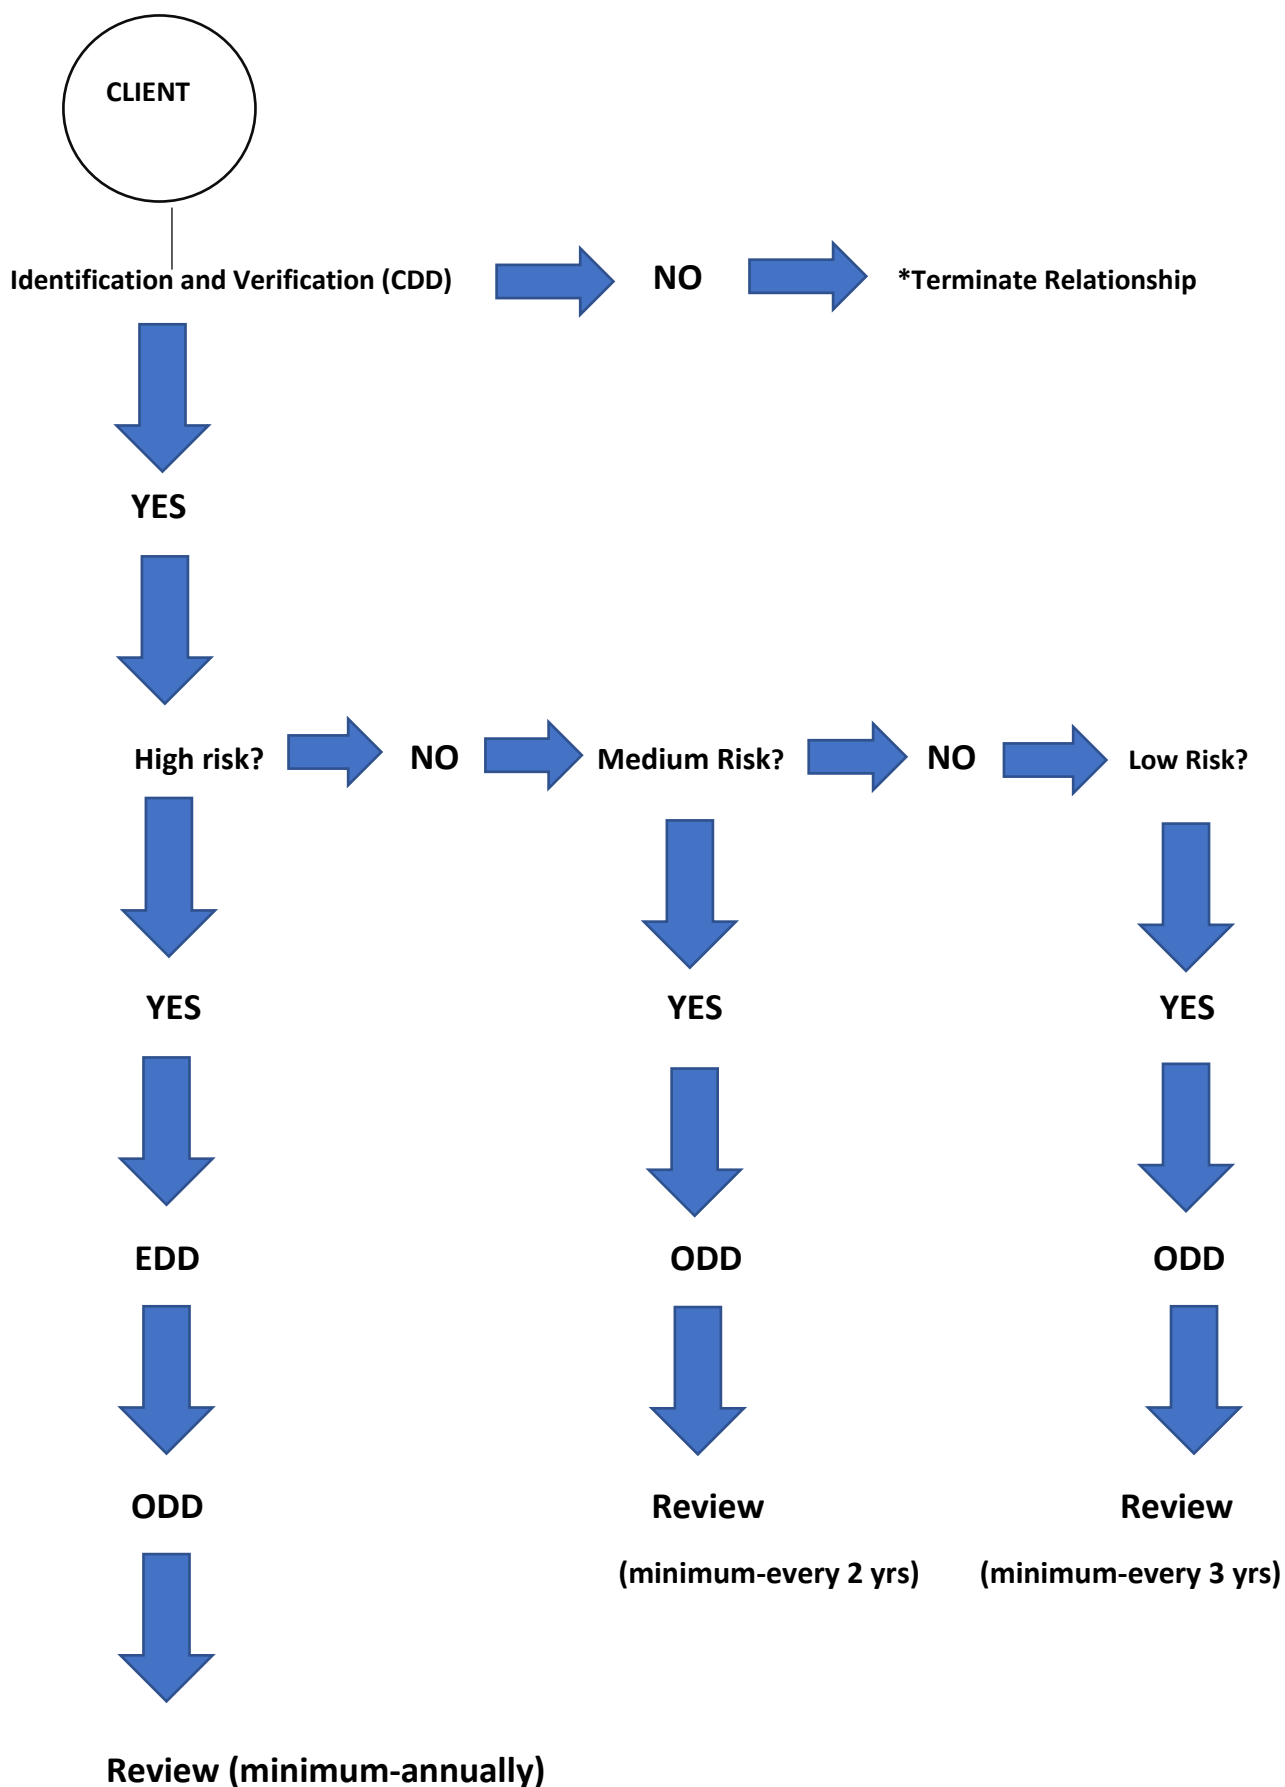 CLIENT
Identification and Verification (CDD) NO *Terminate Relationship
YES
High risk? NO Medium Risk? NO Low Risk?
YES YES YES
EDD ODD ODD
ODD Review Review
(minimum-every 2 yrs) (minimum-every 3 yrs)
Review (minimum-annually)